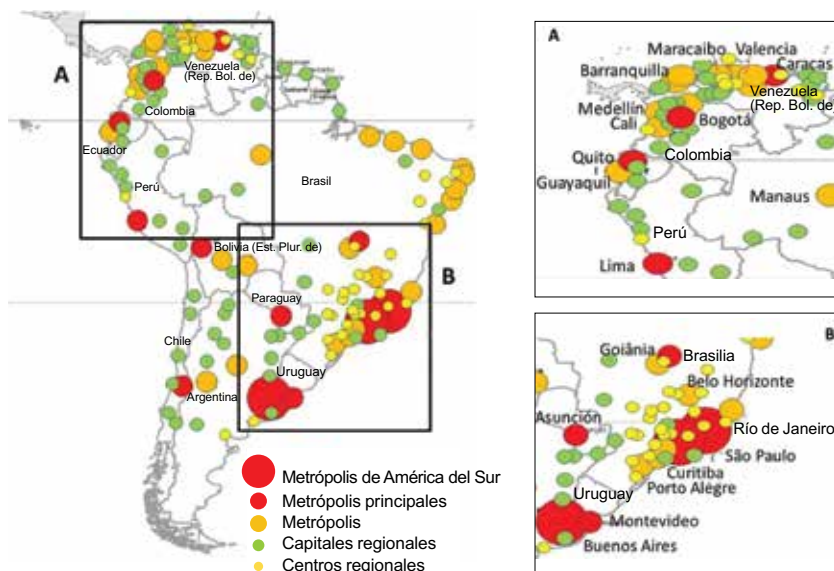 A
Venezuela
(Rep. Bol. de)
Colombia
Ecuador
Perú
Brasil
Bolivia (Est. Plur. de)
B
Paraguay
Chile
Uruguay
Argentina
Metrópolis de América del Sur
Metrópolis principales
Metrópolis
Capitales regionales
Centros regionales
A
Maracaibo Valencia
Barranquilla
Caracas
Venezuela
(Rep. Bol. de)
Medellín
Cali
Bogotá
Quito
Colombia
Guayaquil
Manaus
Perú
Lima
B
Goiânia
Brasilia
Belo Horizonte
Asunción
Río de Janeiro
São Paulo
Curitiba
Uruguay
Porto Alegre
Montevideo
Buenos Aires